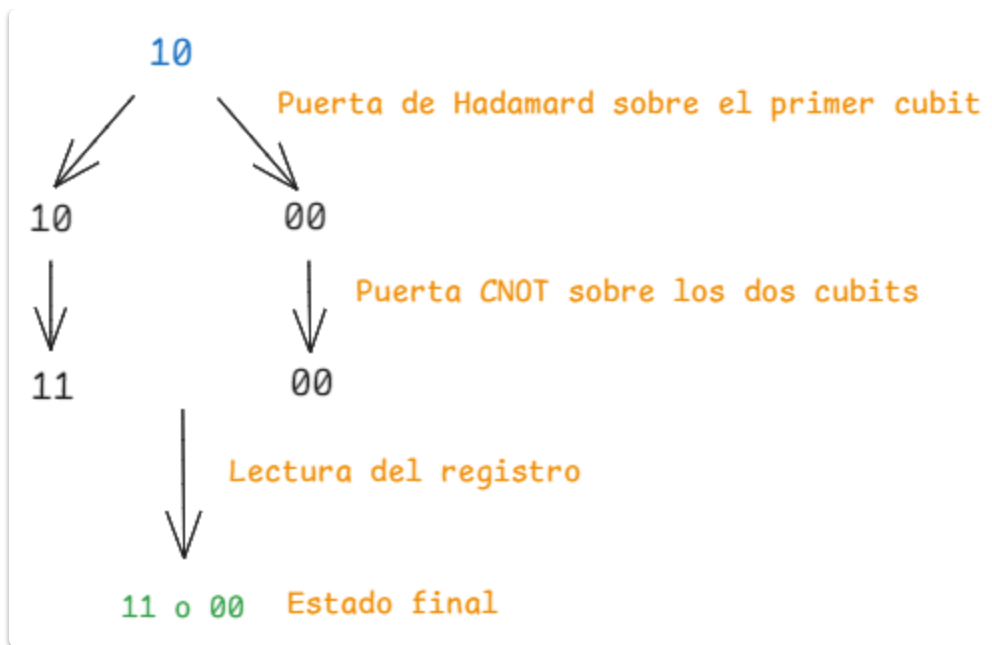 10
Puerta de Hadamard sobre el primer cubit
10 00
Puerta CNOT sobre los dos cubits
11 00
Lectura del registro
11 o 00 Estado final